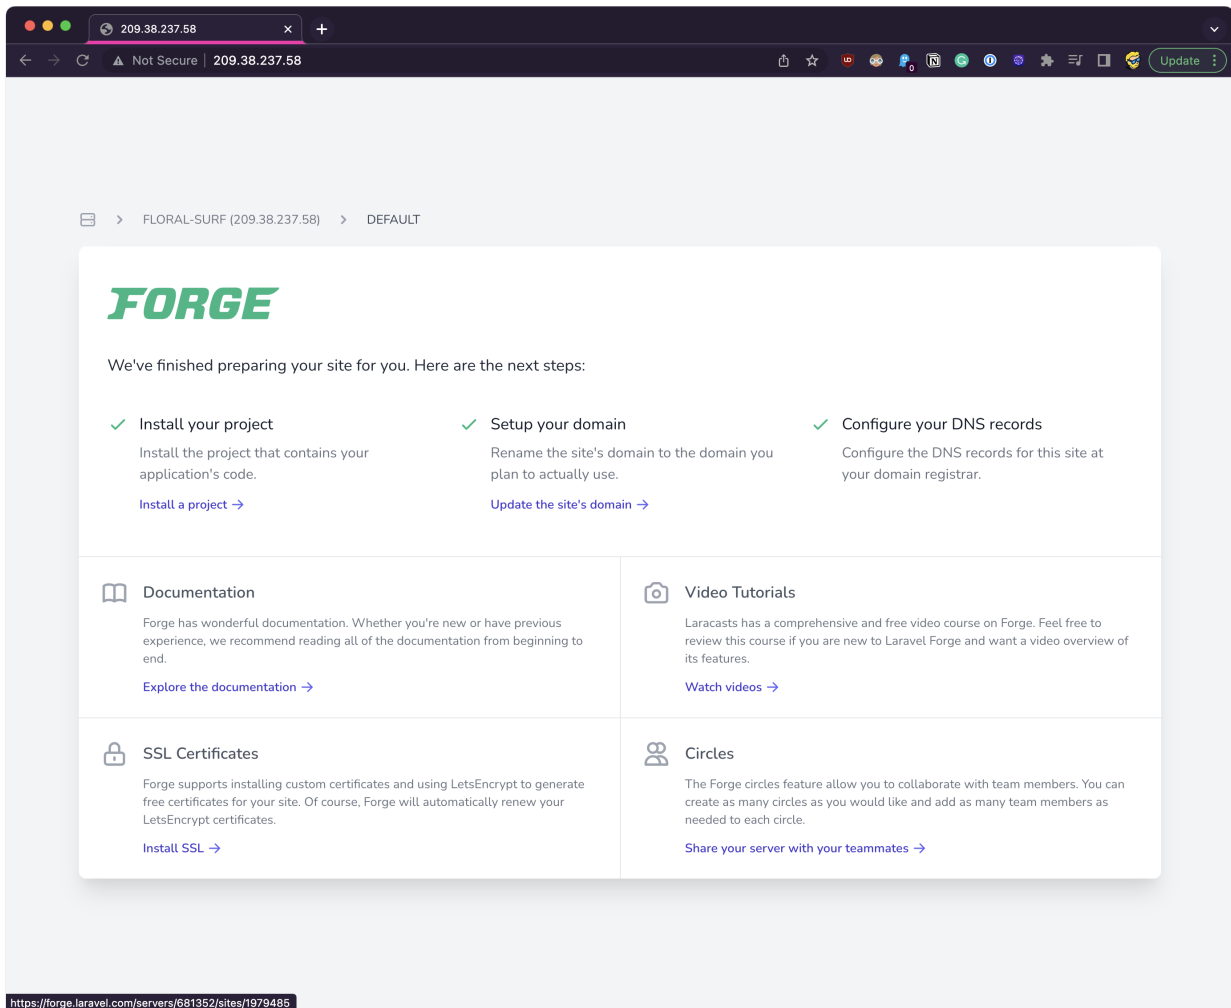 209.38.237.58
Not Secure
209.38.237.58
0
Update
FLORAL-SURF (209.38.237.58)
DEFAULT
FORGE
We've finished preparing your site for you. Here are the next steps:
Install your project
Install the project that contains your
application's code.
Install a project →
Setup your domain
Rename the site's domain to the domain you
plan to actually use.
Update the site's domain →
Configure your DNS records
Configure the DNS records for this site at
your domain registrar.
Documentation
Forge has wonderful documentation. Whether you're new or have previous
experience, we recommend reading all of the documentation from beginning to
end.
Explore the documentation →
Video Tutorials
Laracasts has a comprehensive and free video course on Forge. Feel free to
review this course if you are new to Laravel Forge and want a video overview of
its features.
Watch videos →
SSL Certificates
Forge supports installing custom certificates and using LetsEncrypt to generate
free certificates for your site. Of course, Forge will automatically renew your
LetsEncrypt certificates.
Install SSL →
Circles
The Forge circles feature allow you to collaborate with team members. You can
create as many circles as you would like and add as many team members as
needed to each circle.
Share your server with your teammates →
https://forge.laravel.com/servers/681352/sites/1979485